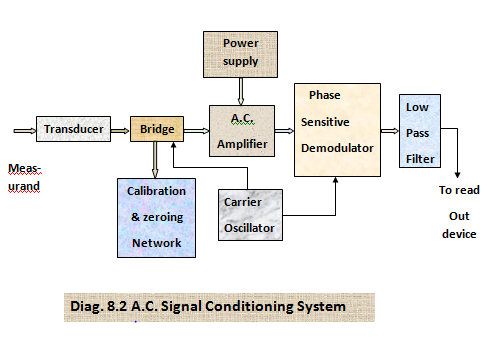 Power
supply
Phase
Sensitive
Demodulator
Low
Pass
Filter
A.C.
Amplifier
Transducer
Bridge
Meas-
urand
Calibration
& zeroing
Network
Carrier
Oscillator
To read
Out
device
Diag. 8.2 A.C. Signal Conditioning System